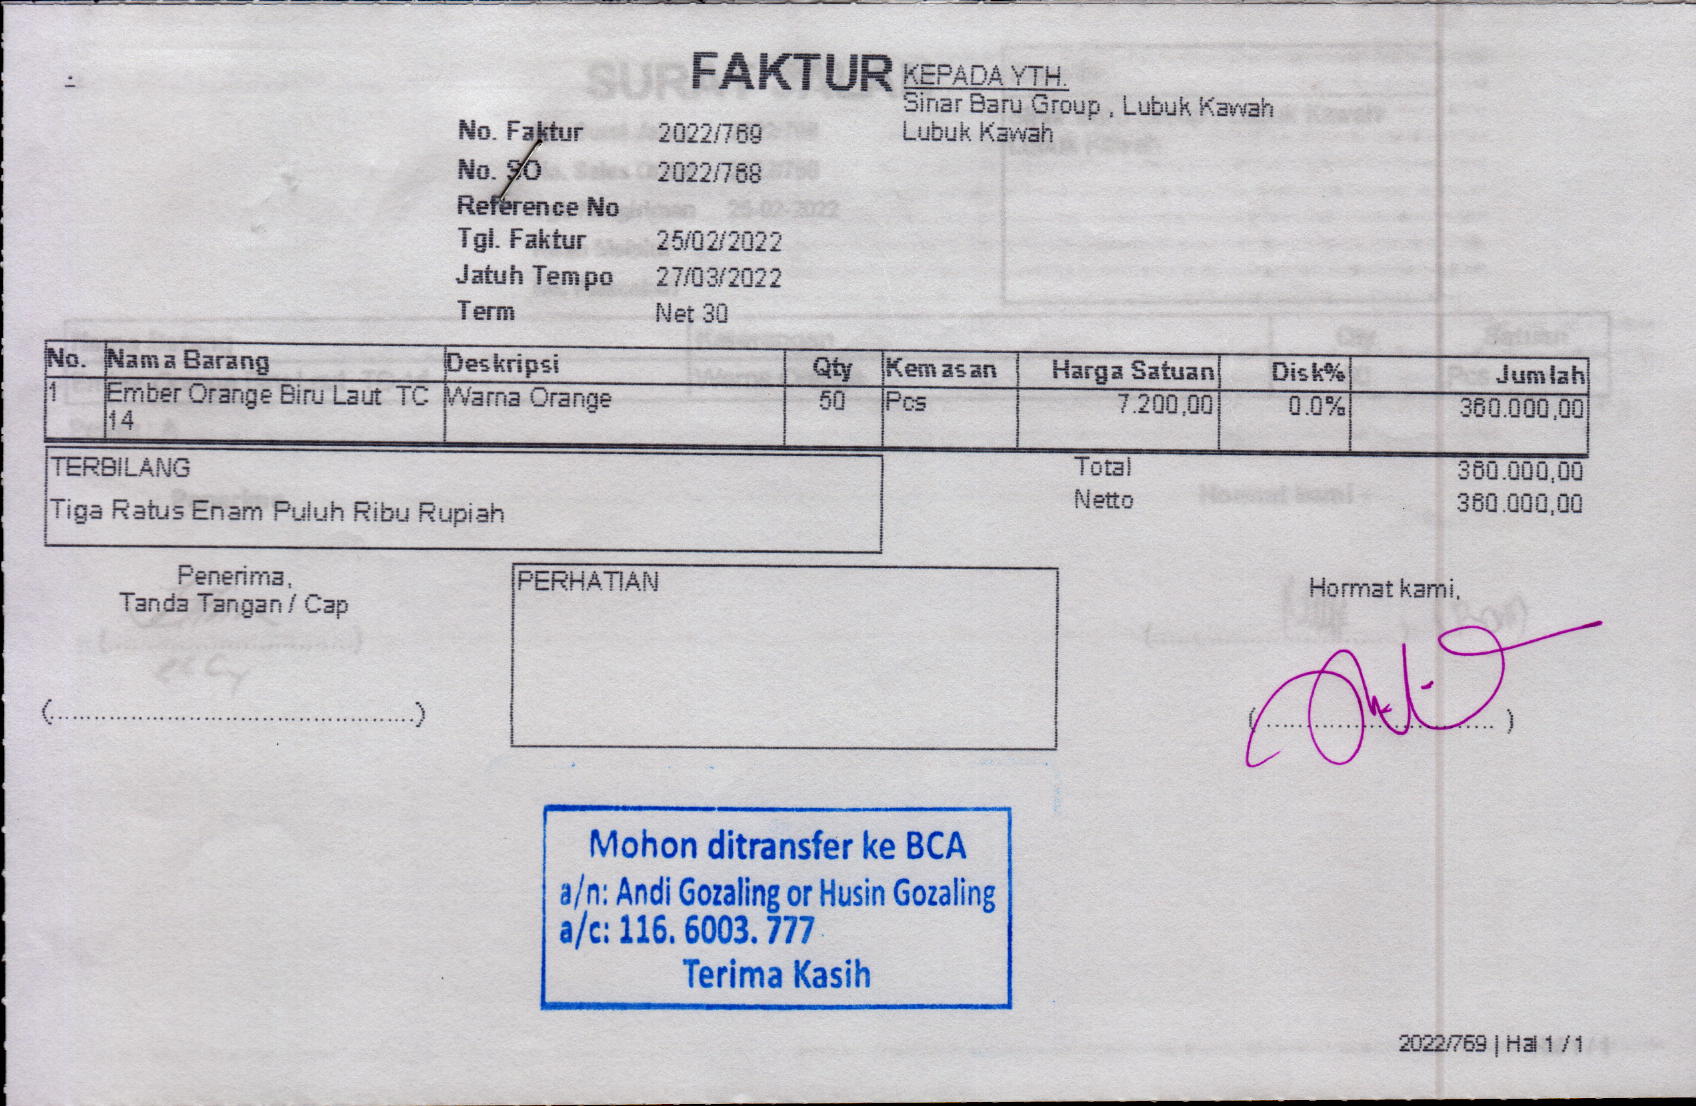 FAKTUR
KEPADA YTH.
Sinar Baru Group , Lubuk Kawah
Lubuk Kawah
No. Faktur 2022/769
No. SO 2022/768
Reference No
Tgl. Faktur 25/02/2022
Jatuh Tempo 27/03/2022
Term Net 30
No. Nama Barang Deskripsi Qty Kemasan Harga Satuan Disk% Jumlah
1 Ember Orange Biru Laut TC Warna Orange 50 Pcs 7.200,00 0.0% 360.000,00
14
TERBILANG
Tiga Ratus Enam Puluh Ribu Rupiah
Total 360.000,00
Netto 360.000,00
Penerima,
Tanda Tangan / Cap
PERHATIAN
Hormat kami,
(................................................)
(................................)
Mohon ditransfer ke BCA
a/n: Andi Gozaling or Husin Gozaling
a/c: 116. 6003. 777
Terima Kasih
2022/769 | Hal 1 / 1